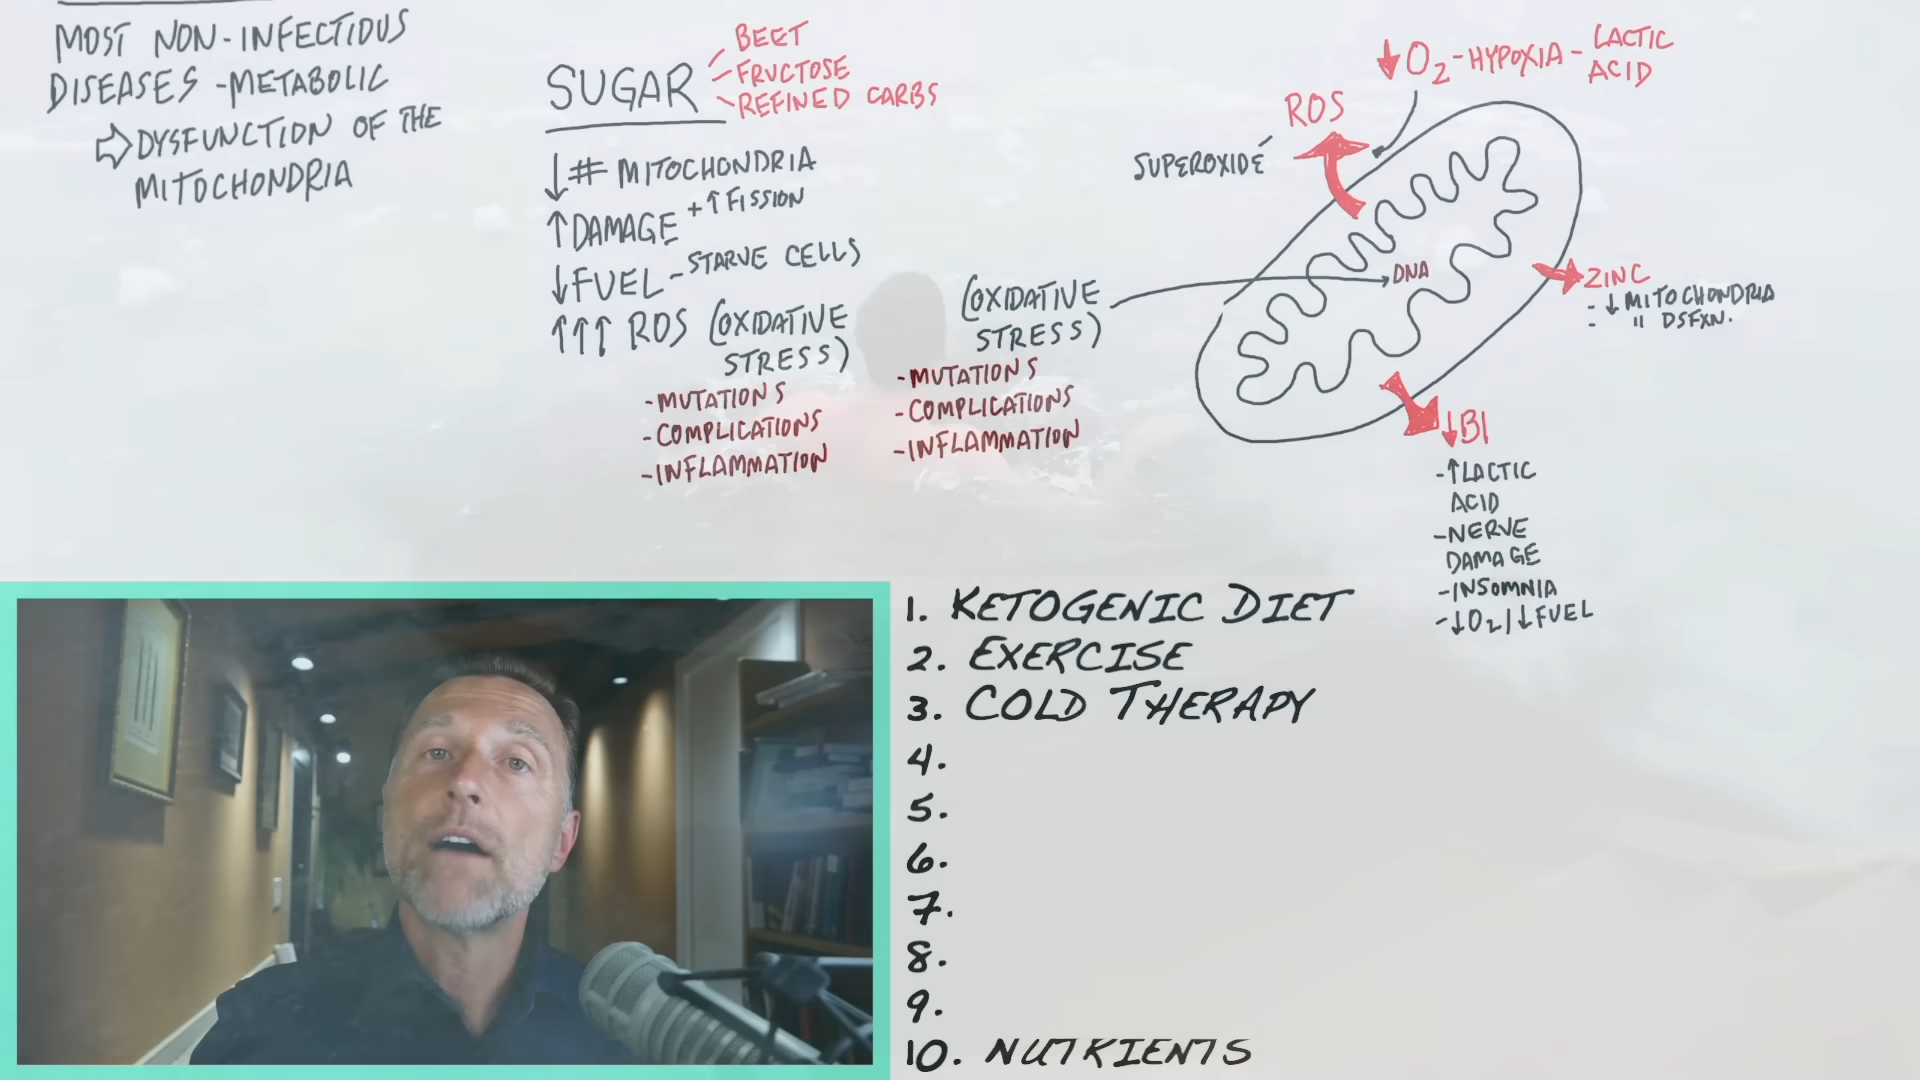 MOST NON-INFECTIOUS
DISEASES -METABOLIC
⇨DYSFUNCTION OF THE
MITOCHONDRIA
SUGAR
BEET
FRUCTOSE
REFINED CARBS
↓# MITOCHONDRIA
↑DAMAGE +↑FISSION
↓FUEL -STARVE CELLS
↑↑↑ ROS (OXIDATIVE
STRESS)
-MUTATIONS
-COMPLICATIONS
-INFLAMMATION
(OXIDATIVE
STRESS)
-MUTATIONS
-COMPLICATIONS
-INFLAMMATION
↓O2-HYPOXIA-LACTIC
ACID
ROS
SUPEROXIDE
DNA
ZINC
-↓MITOCHONDRIA
- " DSFXN.
↓B1
-↑LACTIC
ACID
-NERVE
DAMAGE
-INSOMNIA
-↓O2/↓FUEL
1. KETOGENIC DIET
2. EXERCISE
3. COLD THERAPY
4.
5.
6.
7.
8.
9.
10. NUTRIENTS